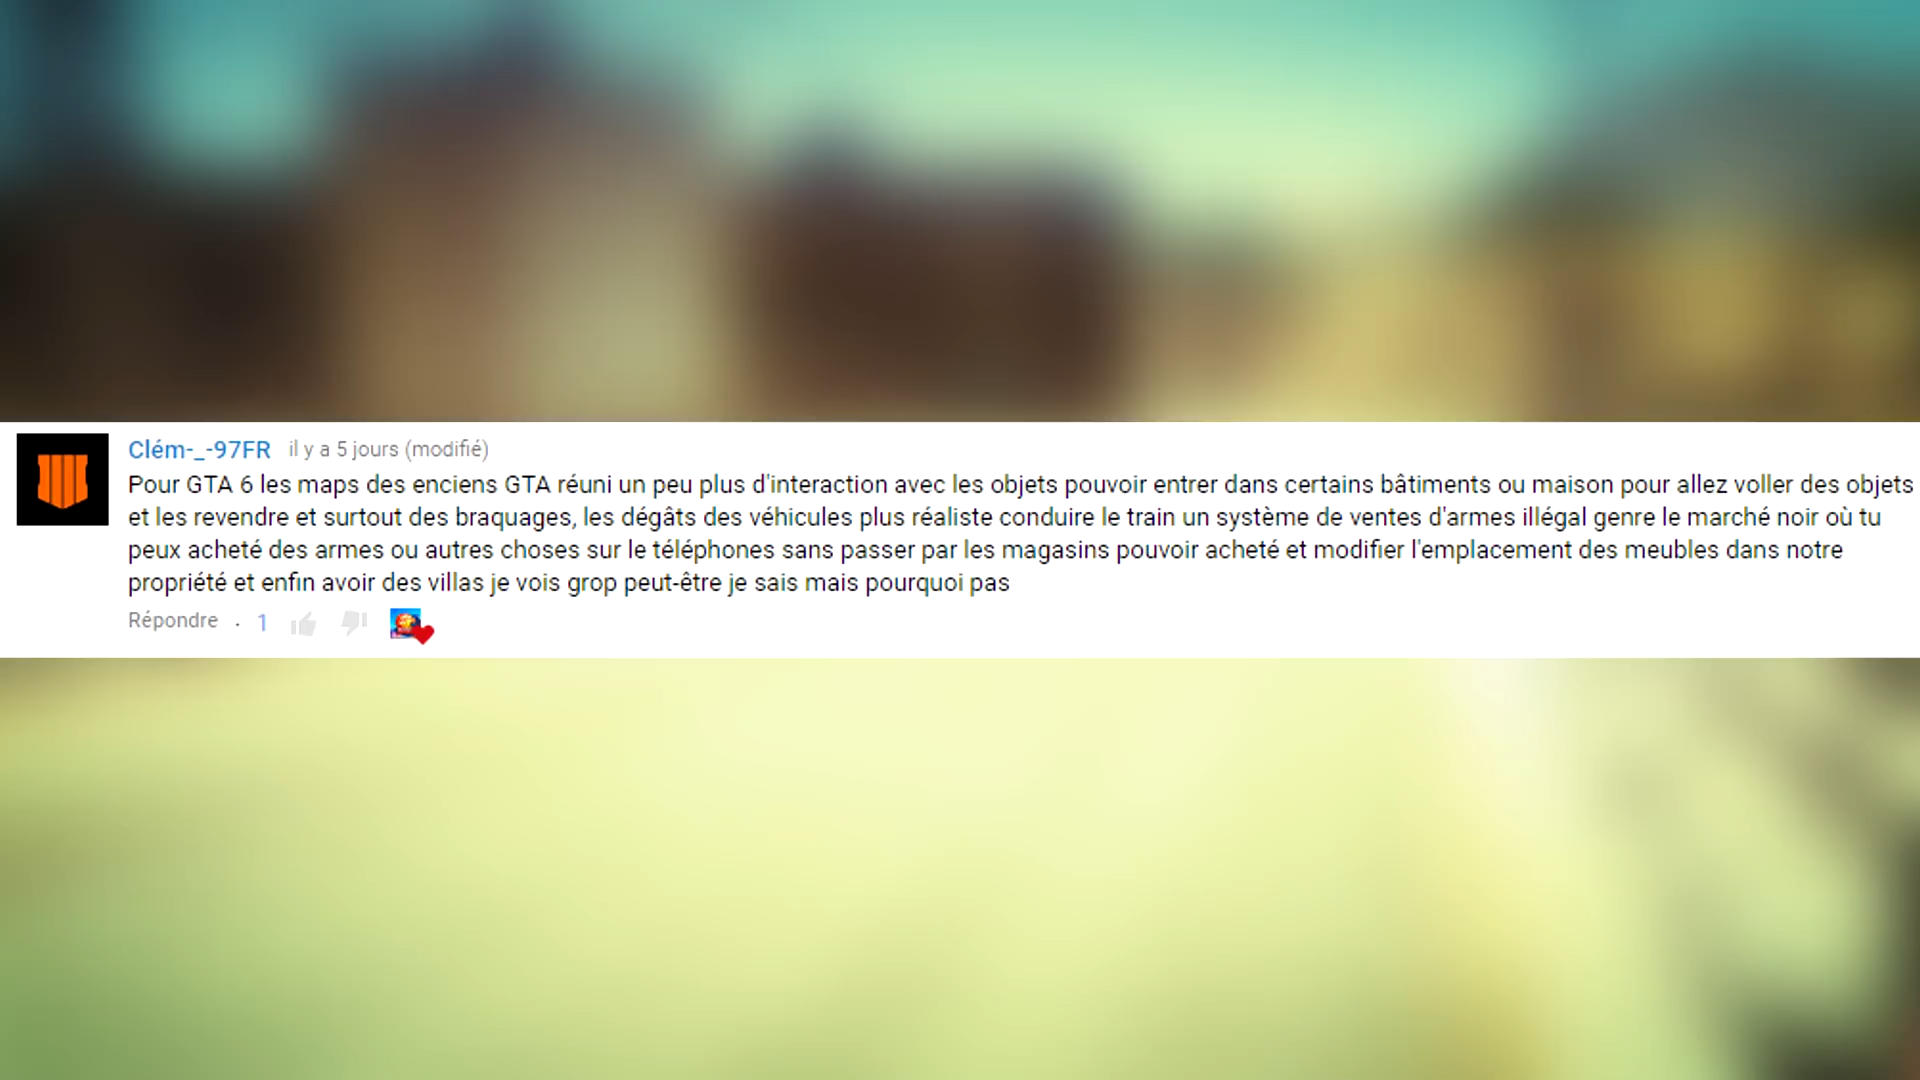 Clém-_-97FR il y a 5 jours (modifié)
Pour GTA 6 les maps des enciens GTA réuni un peu plus d'interaction avec les objets pouvoir entrer dans certains bâtiments ou maison pour allez voller des objets
et les revendre et surtout des braquages, les dégâts des véhicules plus réaliste conduire le train un système de ventes d'armes illégal genre le marché noir où tu
peux acheté des armes ou autres choses sur le téléphones sans passer par les magasins pouvoir acheté et modifier l'emplacement des meubles dans notre
propriété et enfin avoir des villas je vois grop peut-être je sais mais pourquoi pas
Répondre · 1